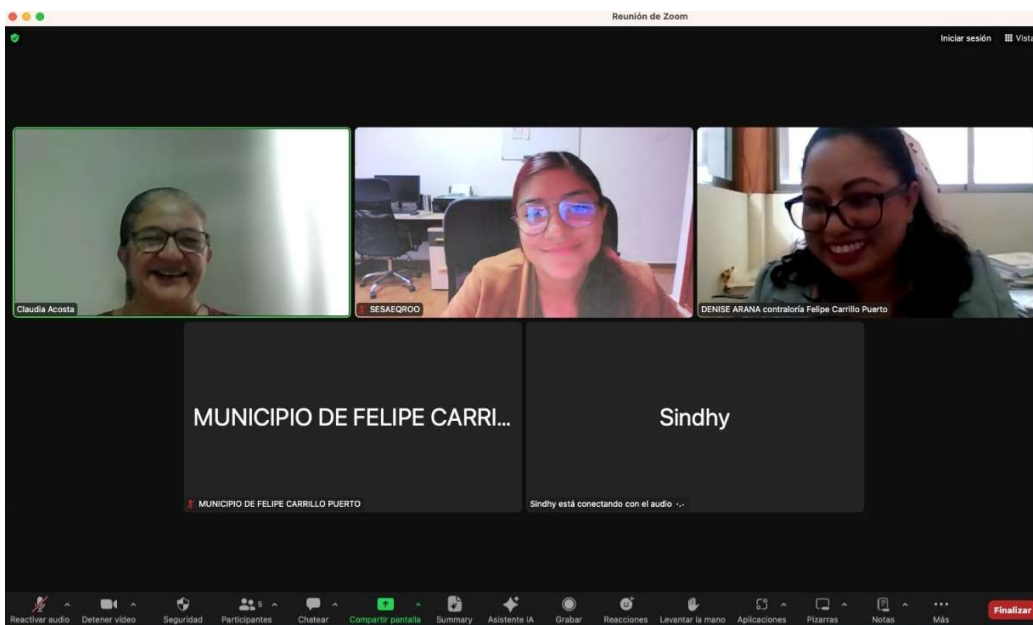 Reunión de Zoom
Iniciar sesión
Vista
Claudia Acosta
SESAEQROO
DENISE ARANA contraloría Felipe Carrillo Puerto
MUNICIPIO DE FELIPE CARRI...
Sindhy
MUNICIPIO DE FELIPE CARRILLO PUERTO
Sindhy está conectando con el audio
5
Reactivar audio
Detener video
Seguridad
Participantes
Chatear
Compartir pantalla
Summary
Asistente IA
Grabar
Reacciones
Levantar la mano
Aplicaciones
Pizarras
Notas
Más
Finalizar